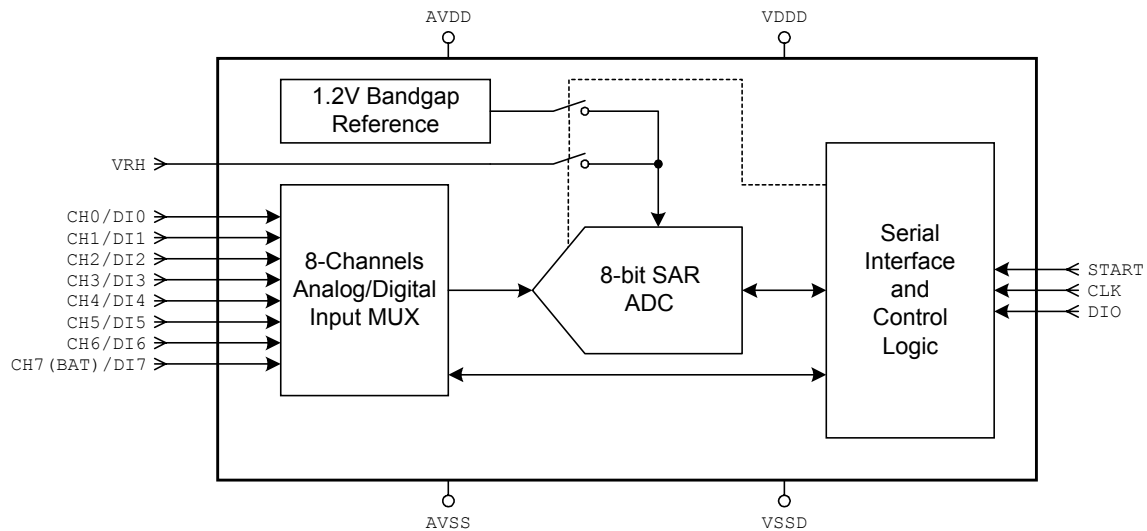 AVDD
VDDD
1.2V Bandgap
Reference
VRH
CH0/DI0
CH1/DI1
CH2/DI2
CH3/DI3
CH4/DI4
CH5/DI5
CH6/DI6
CH7(BAT)/DI7
8-Channels
Analog/Digital
Input MUX
8-bit SAR
ADC
Serial
Interface
and
Control
Logic
START
CLK
DIO
AVSS
VSSD